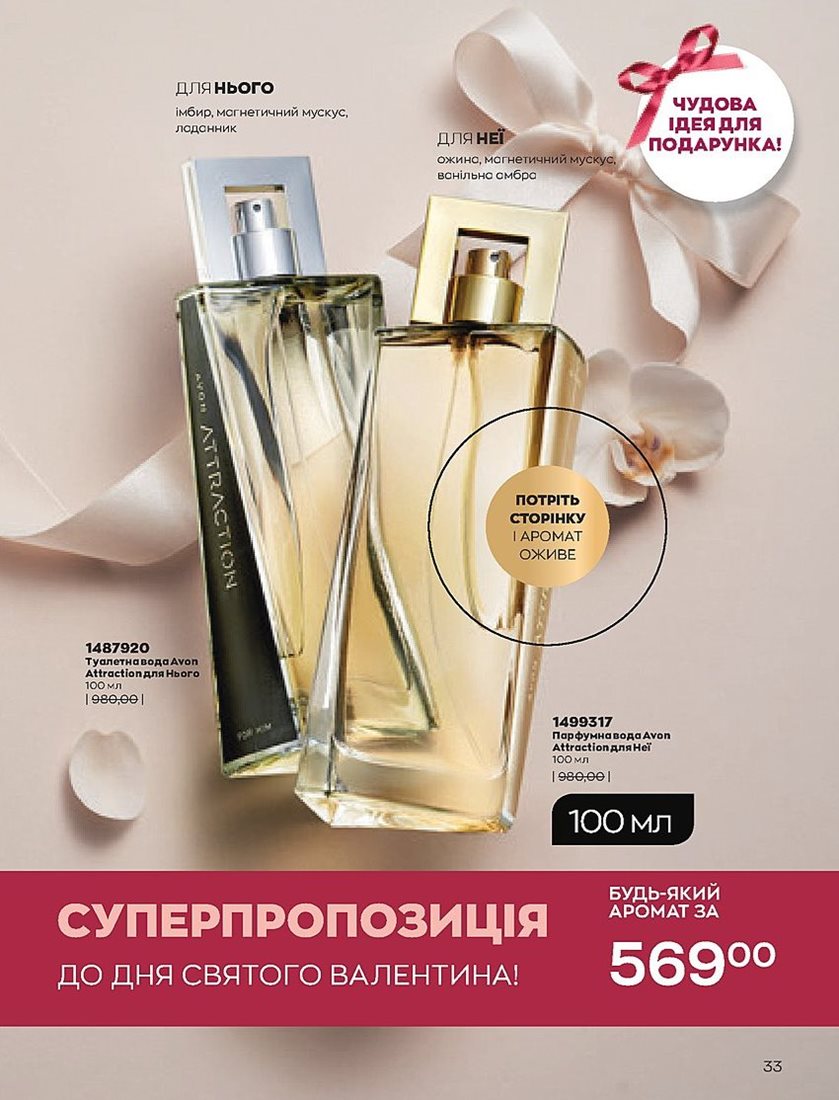 ДЛЯ НЬОГО
імбир, магнетичний мускус,
ладанник
ДЛЯ НЕЇ
ожина, магнетичний мускус,
ванільна амбра
ЧУДОВА
ІДЕЯ ДЛЯ
ПОДАРУНКА!
AVON ATTRACTION
FOR HIM
ПОТРІТЬ
СТОРІНКУ
І АРОМАТ
ОЖИВЕ
1487920
Туалетна вода Avon
Attraction для Нього
100 мл
| 980,00 |
1499317
Парфумна вода Avon
Attraction для Неї
100 мл
| 980,00 |
100 МЛ
СУПЕРПРОПОЗИЦІЯ
ДО ДНЯ СВЯТОГО ВАЛЕНТИНА!
БУДЬ-ЯКИЙ
АРОМАТ ЗА
569⁰⁰
33